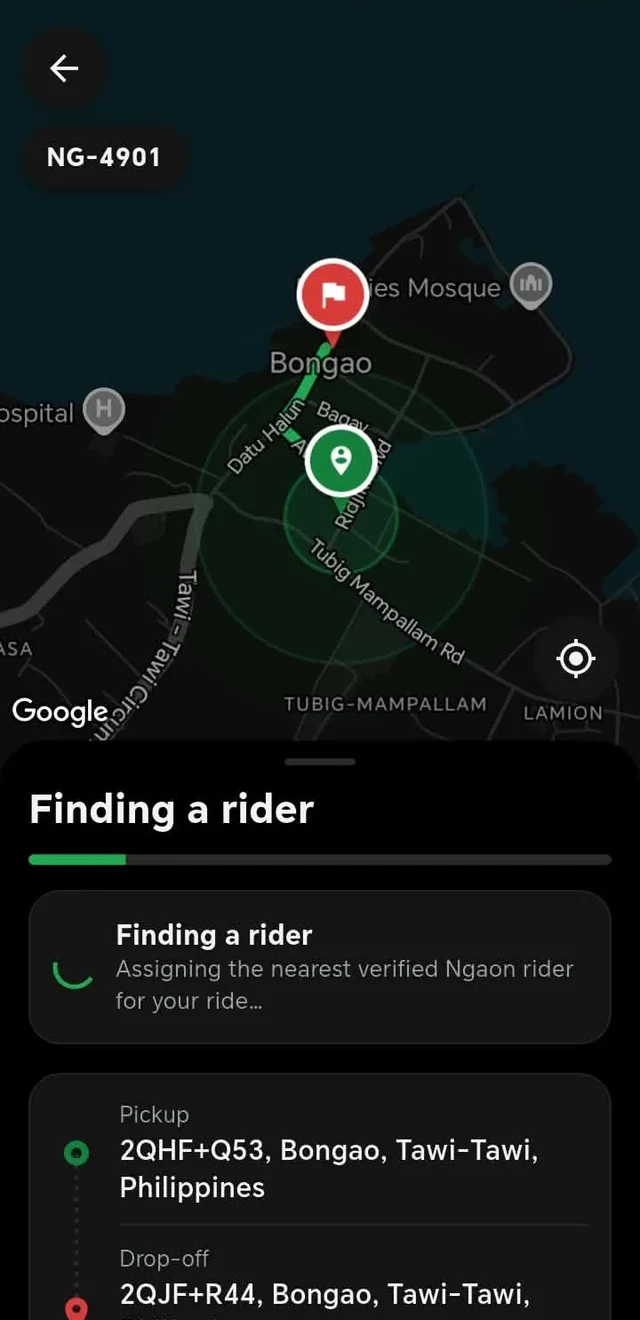 NG-4901
ies Mosque
Bongao
ospital
H
Bagay
Datu Halun
Tubig Mampallam Rd
Tawi - Tawi Circu
ASA
Google
TUBIG-MAMPALLAM
LAMION
Finding a rider
Finding a rider
Assigning the nearest verified Ngaon rider
for your ride...
Pickup
2QHF+Q53, Bongao, Tawi-Tawi,
Philippines
Drop-off
2QJF+R44, Bongao, Tawi-Tawi,